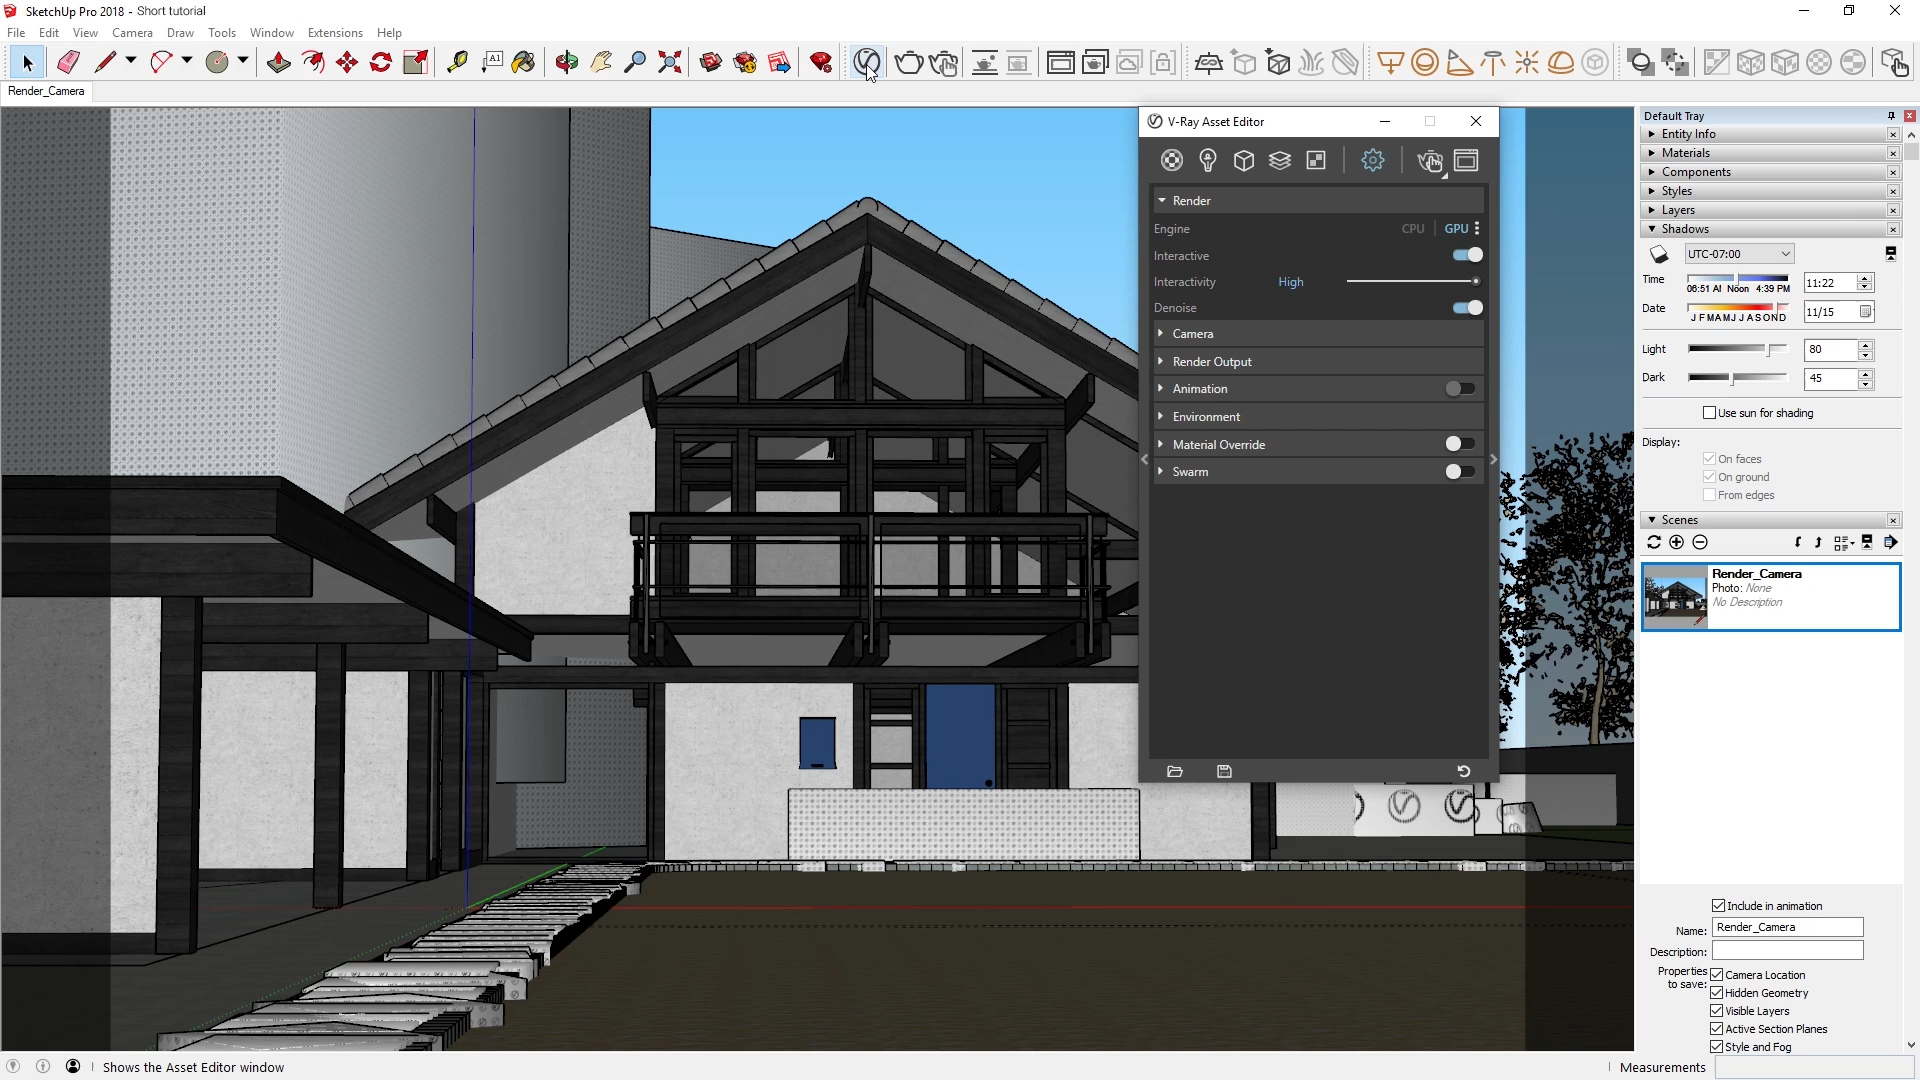 SketchUp Pro 2018 - Short tutorial
File Edit View Camera Draw Tools Window Extensions Help
A1
Render_Camera
V-Ray Asset Editor
Render
Engine CPU GPU
Interactive
Interactivity High
Denoise
Camera
Render Output
Animation
Environment
Material Override
Swarm
Default Tray
Entity Info
Materials
Components
Styles
Layers
Shadows
UTC-07:00
Time 11:22
06:51 AI Noon 4:39 PM
Date 11/15
J F M A M J J A S O N D
Light 80
Dark 45
Use sun for shading
Display:
On faces
On ground
From edges
Scenes
Render_Camera
Photo: None
No Description
Include in animation
Name: Render_Camera
Description:
Properties to save:
Camera Location
Hidden Geometry
Visible Layers
Active Section Planes
Style and Fog
Shows the Asset Editor window
Measurements